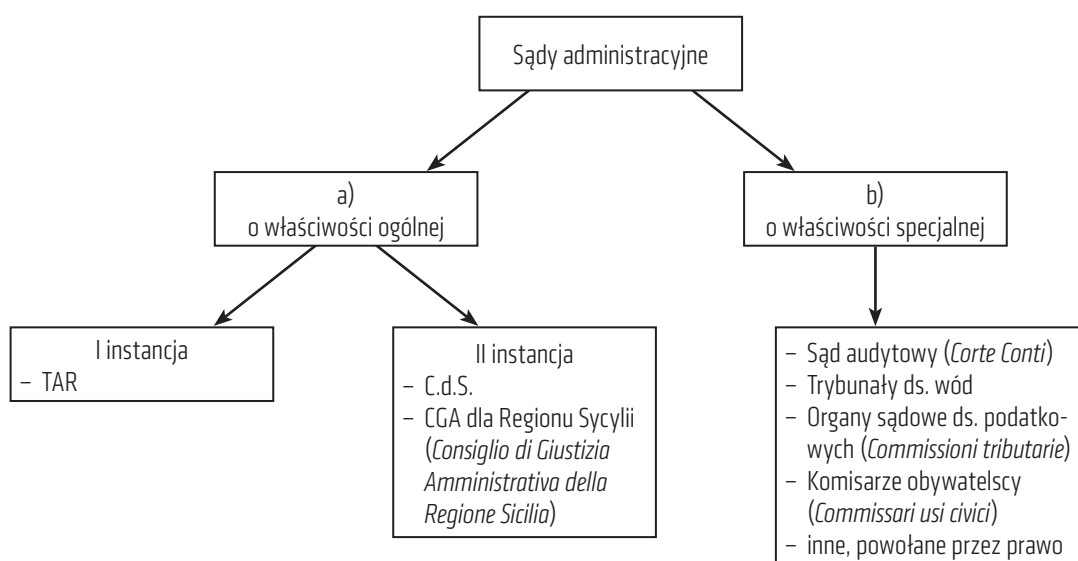 Sądy administracyjne
a)
o właściwości ogólnej
b)
o właściwości specjalnej
I instancja
– TAR
II instancja
– C.d.S.
– CGA dla Regionu Sycylii
(Consiglio di Giustizia
Amministrativa della
Regione Sicilia)
– Sąd audytowy (Corte Conti)
– Trybunały ds. wód
– Organy sądowe ds. podatko-
wych (Commissioni tributarie)
– Komisarze obywatelscy
(Commissari usi civici)
– inne, powołane przez prawo